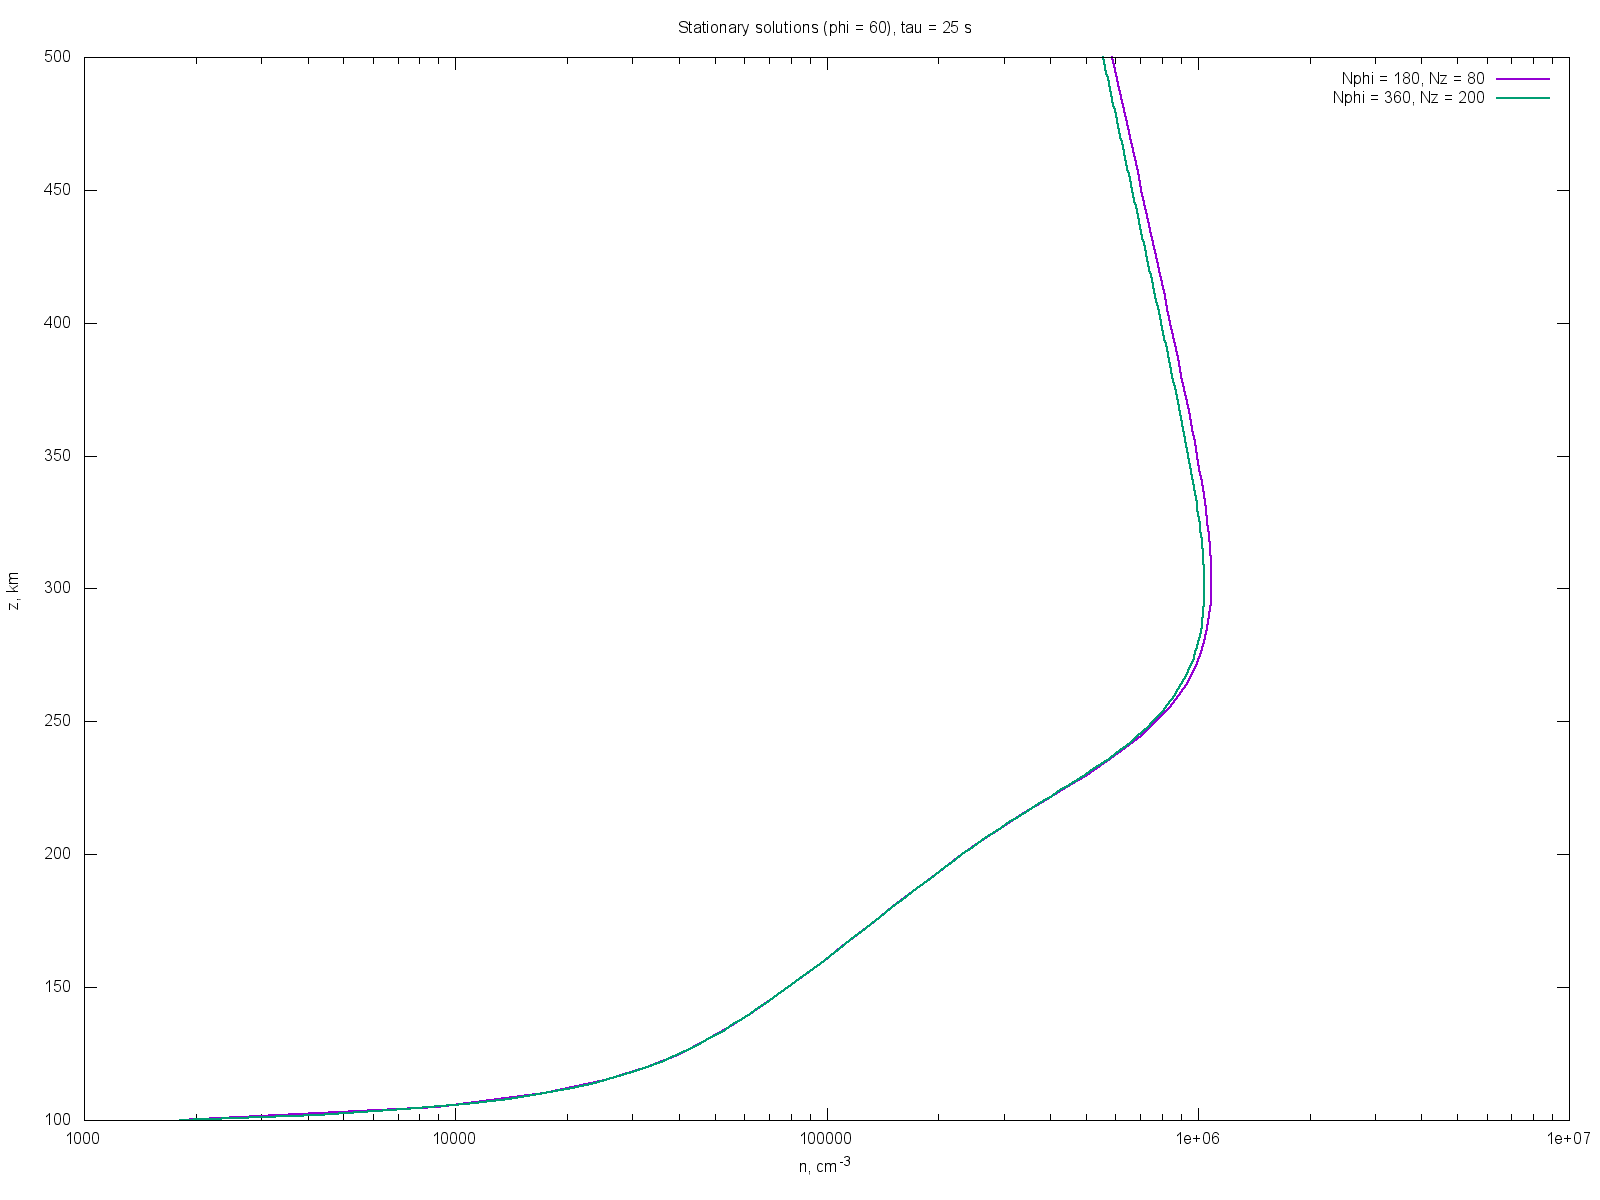 Stationary solutions (phi = 60), tau = 25 s
Nphi = 180, Nz = 80
Nphi = 360, Nz = 200
500
450
400
350
300
250
200
150
100
z, km
1000
10000
100000
1e+06
1e+07
n, cm-3